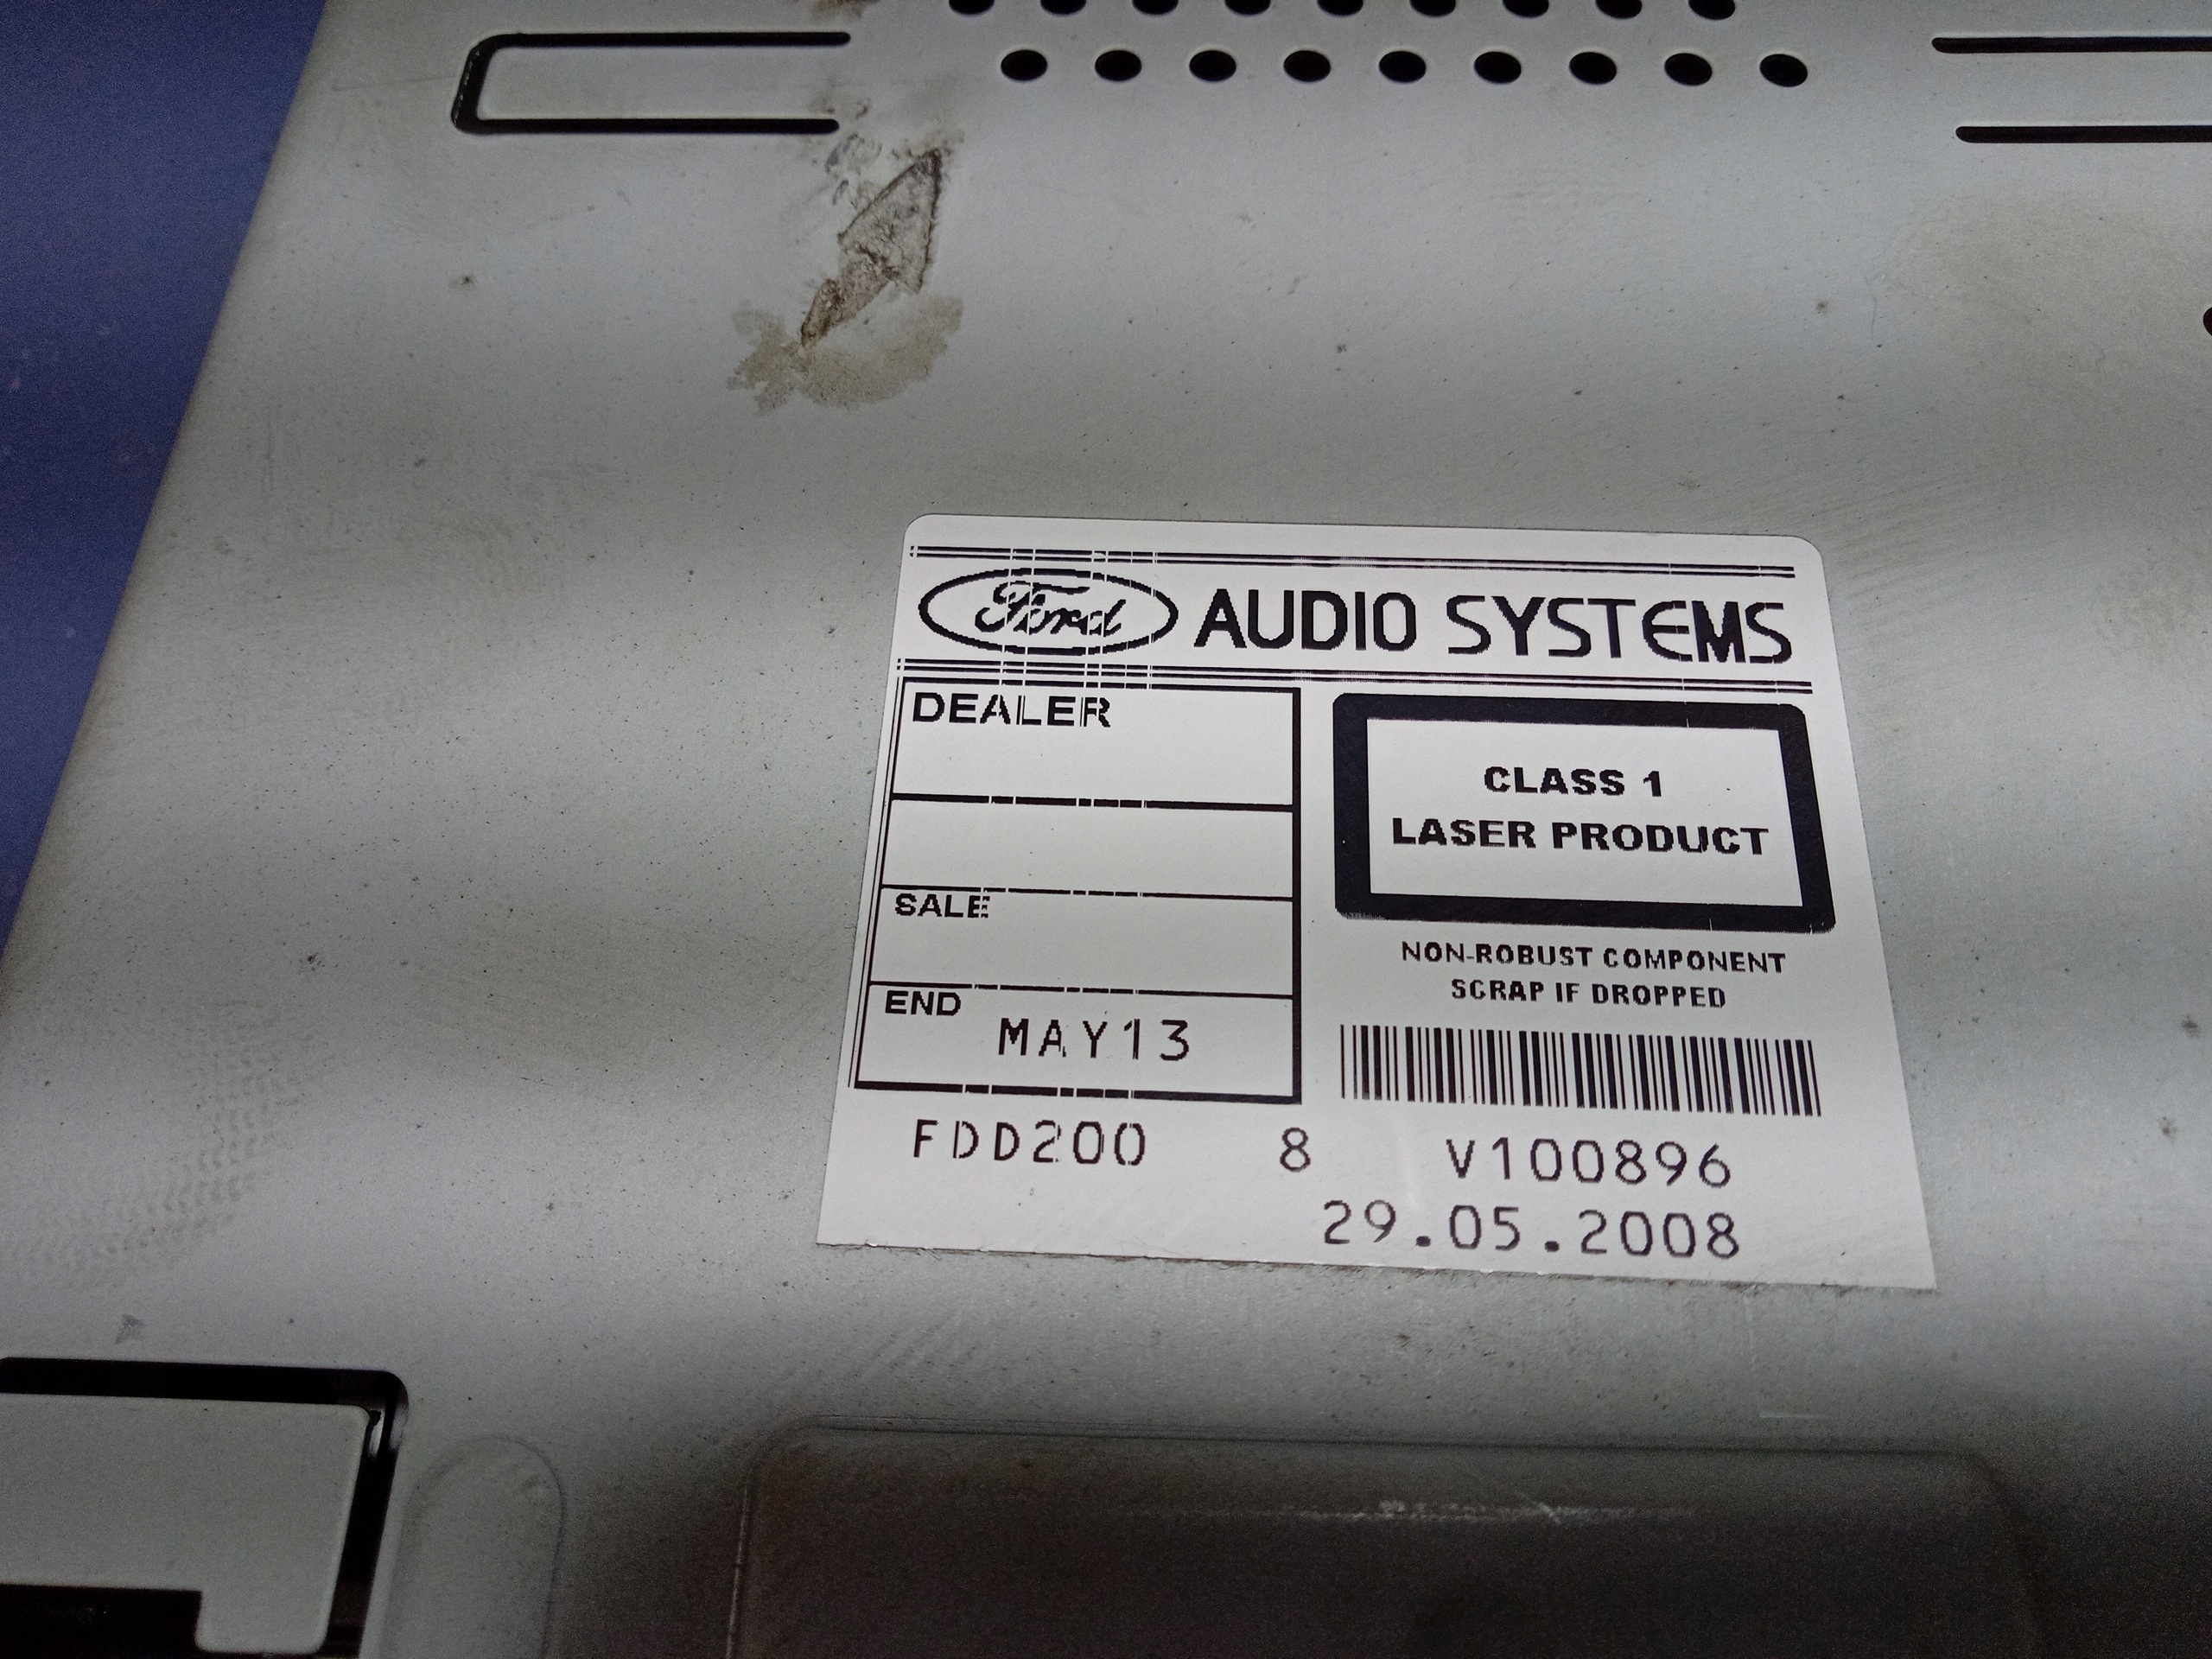 Ford AUDIO SYSTEMS
DEALER
SALE
END MAY13
CLASS 1
LASER PRODUCT
NON-ROBUST COMPONENT
SCRAP IF DROPPED
FDD200 8 V100896
29.05.2008